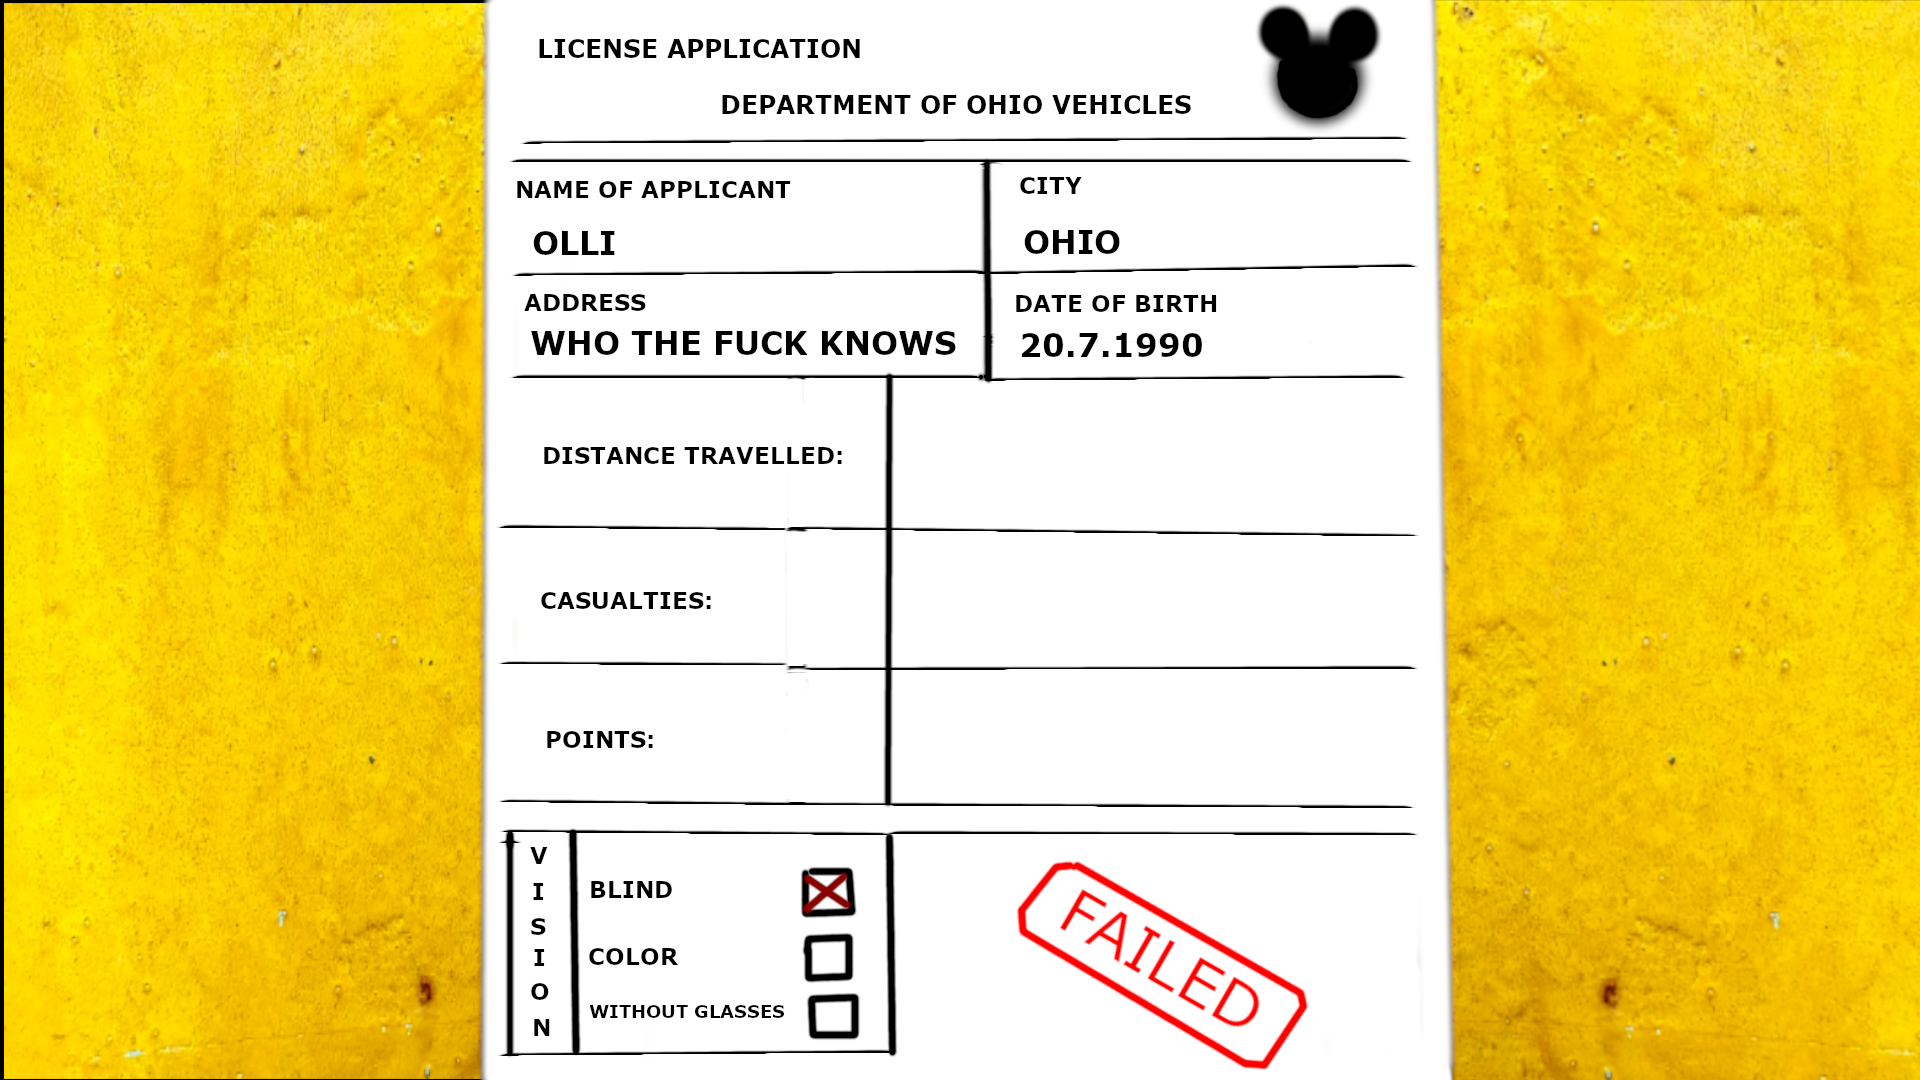 LICENSE APPLICATION
DEPARTMENT OF OHIO VEHICLES
NAME OF APPLICANT
OLLI
CITY
OHIO
ADDRESS
WHO THE FUCK KNOWS
DATE OF BIRTH
20.7.1990
DISTANCE TRAVELLED:
CASUALTIES:
POINTS:
VISION
BLIND
COLOR
WITHOUT GLASSES
FAILED